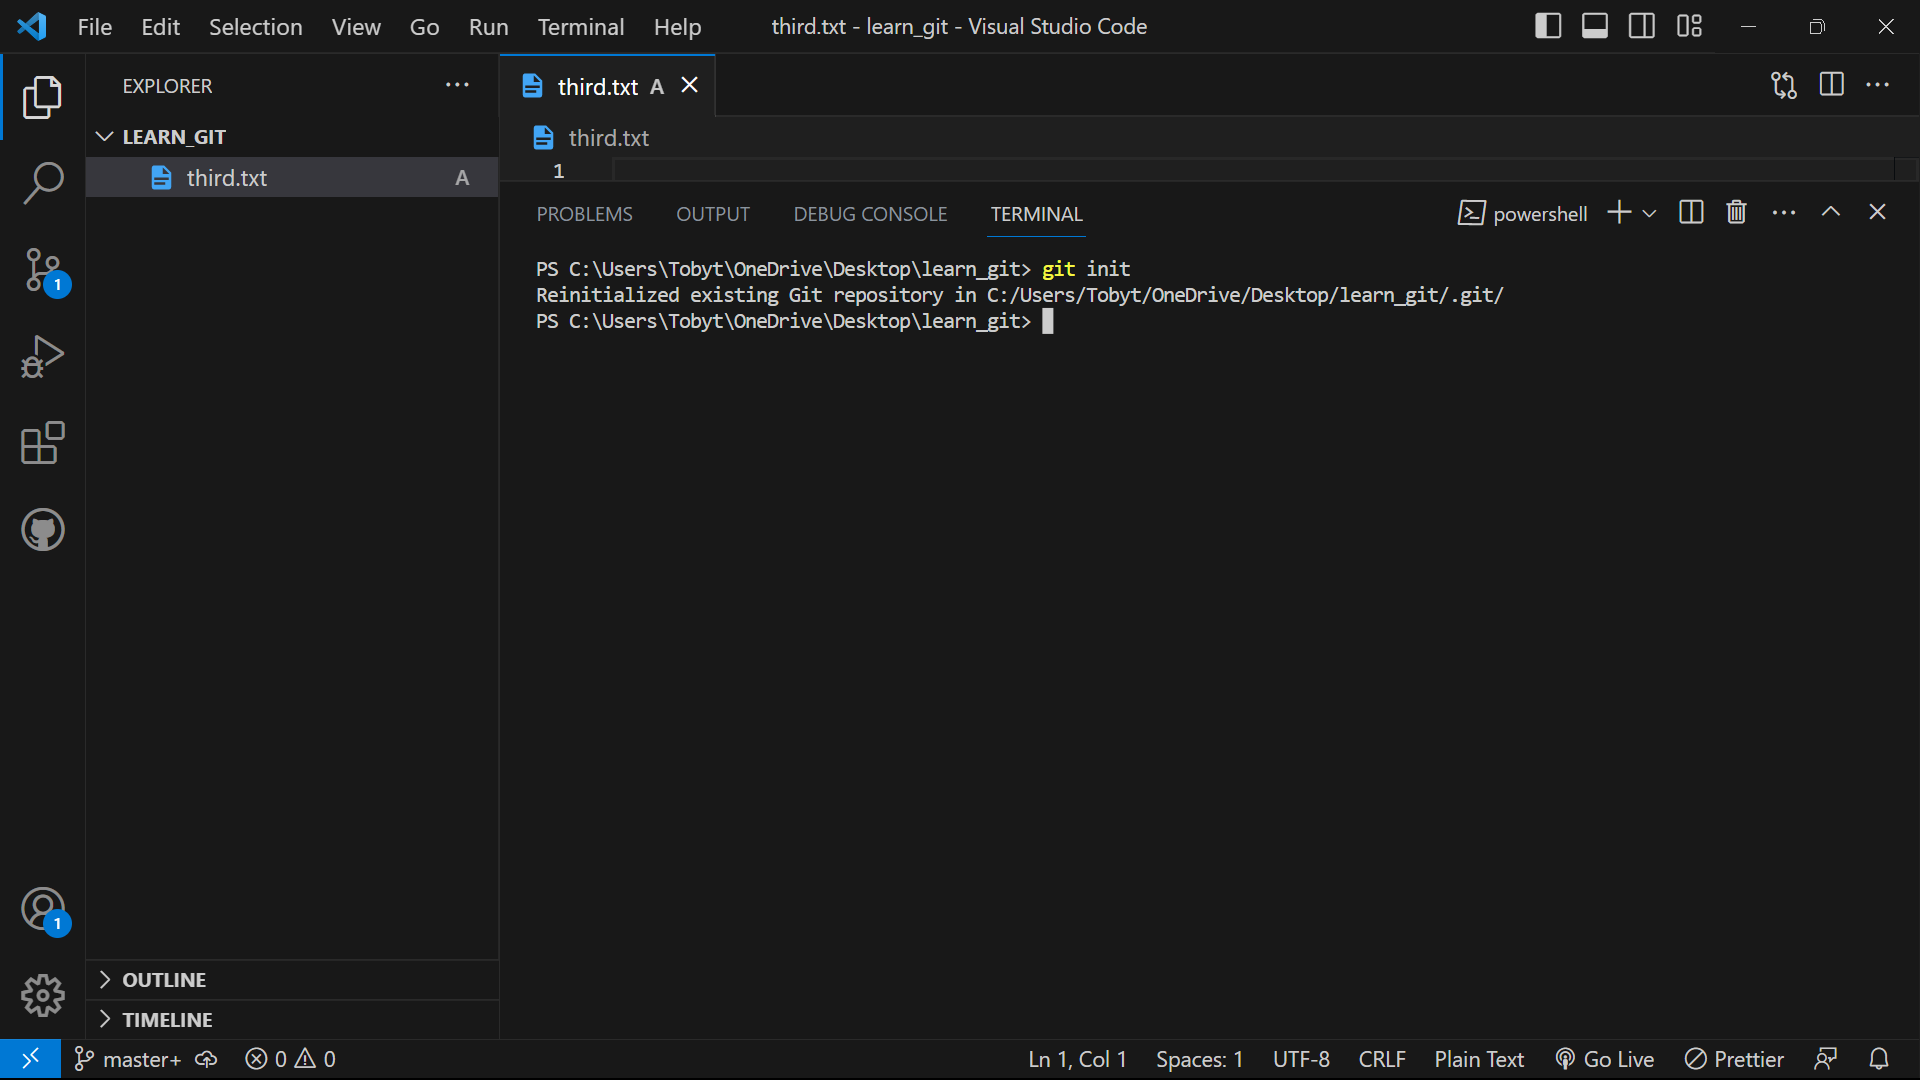 File Edit Selection View Go Run Terminal Help third.txt - learn_git - Visual Studio Code
EXPLORER
LEARN_GIT
third.txt A
1
1
OUTLINE
TIMELINE
third.txt A
third.txt
1
PROBLEMS OUTPUT DEBUG CONSOLE TERMINAL powershell
PS C:\Users\Tobyt\OneDrive\Desktop\learn_git> git init
Reinitialized existing Git repository in C:/Users/Tobyt/OneDrive/Desktop/learn_git/.git/
PS C:\Users\Tobyt\OneDrive\Desktop\learn_git>
master+ 0 0 Ln 1, Col 1 Spaces: 1 UTF-8 CRLF Plain Text Go Live Prettier